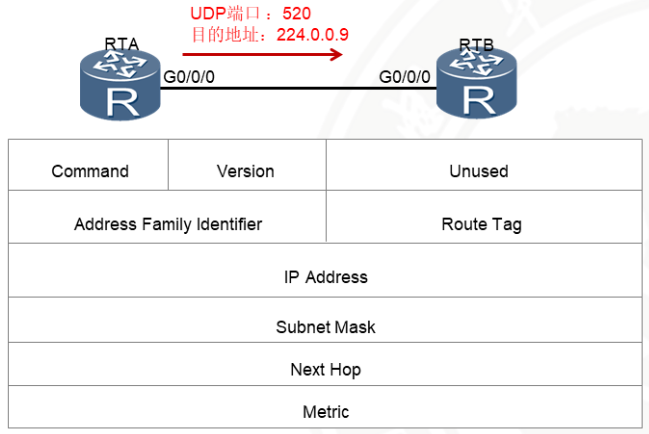 UDP端口：520
目的地址：224.0.0.9
RTA
RTB
G0/0/0
G0/0/0
R
R
Command
Version
Unused
Address Family Identifier
Route Tag
IP Address
Subnet Mask
Next Hop
Metric